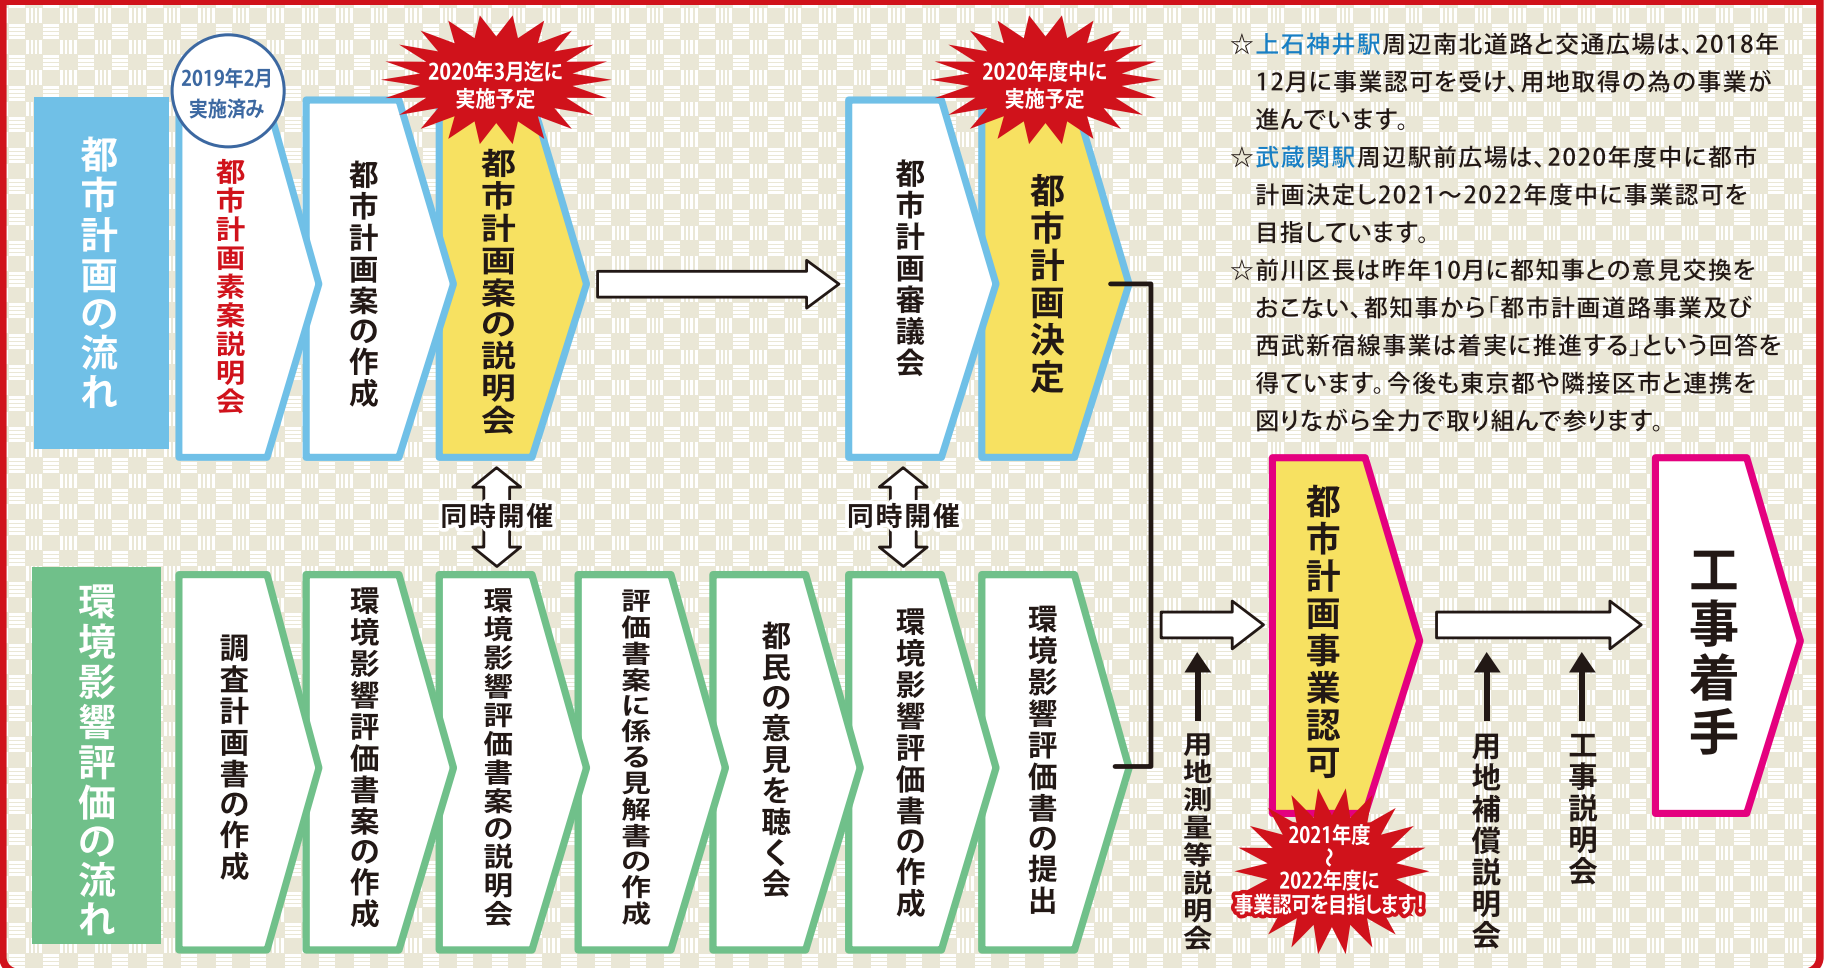 都市計画の流れ
2019年2月
実施済み
都市計画素案説明会
都市計画案の作成
2020年3月迄に
実施予定
都市計画案の説明会
都市計画審議会
2020年度中に
実施予定
都市計画決定
☆上石神井駅周辺南北道路と交通広場は、2018年
12月に事業認可を受け、用地取得の為の事業が
進んでいます。
☆武蔵関駅周辺駅前広場は、2020年度中に都市
計画決定し2021～2022年度中に事業認可を
目指しています。
☆前川区長は昨年10月に都知事との意見交換を
おこない、都知事から「都市計画道路事業及び
西武新宿線事業は着実に推進する」という回答を
得ています。今後も東京都や隣接区市と連携を
図りながら全力で取り組んで参ります。
同時開催
同時開催
環境影響評価の流れ
調査計画書の作成
環境影響評価書案の作成
環境影響評価書案の説明会
評価書案に係る見解書の作成
都民の意見を聴く会
環境影響評価書の作成
環境影響評価書の提出
用地測量等説明会
都市計画事業認可
2021年度
～
2022年度に
事業認可を目指します!
用地補償説明会
工事説明会
工事着手